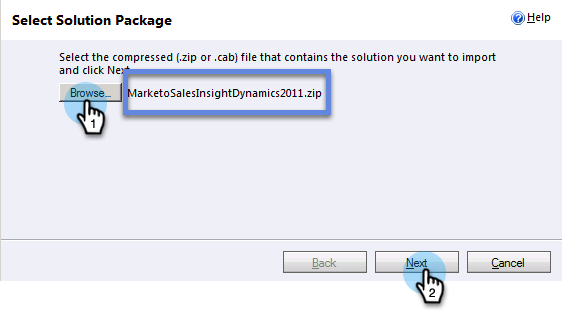 Select Solution Package
Help
Select the compressed (.zip or .cab) file that contains the solution you want to import
and click Next.
Browse... MarketoSalesInsightDynamics2011.zip
1
Back Next Cancel
2